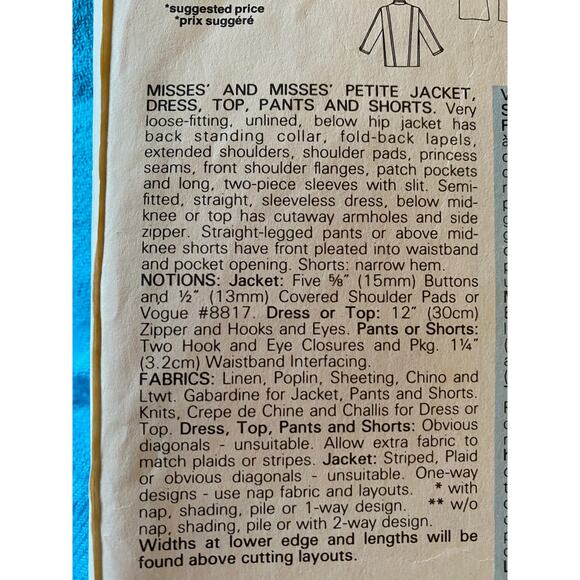 *suggested price
*prix suggéré
MISSES' AND MISSES' PETITE JACKET,
DRESS, TOP, PANTS AND SHORTS. Very
loose-fitting, unlined, below hip jacket has
back standing collar, fold-back lapels,
extended shoulders, shoulder pads, princess
seams, front shoulder flanges, patch pockets
and long, two-piece sleeves with slit. Semi-
fitted, straight, sleeveless dress, below mid-
knee or top has cutaway armholes and side
zipper. Straight-legged pants or above mid-
knee shorts have front pleated into waistband
and pocket opening. Shorts: narrow hem.
NOTIONS: Jacket: Five ⅝" (15mm) Buttons
and ½" (13mm) Covered Shoulder Pads or
Vogue #8817. Dress or Top: 12" (30cm)
Zipper and Hooks and Eyes. Pants or Shorts:
Two Hook and Eye Closures and Pkg. 1¼"
(3.2cm) Waistband Interfacing.
FABRICS: Linen, Poplin, Sheeting, Chino and
Ltwt. Gabardine for Jacket, Pants and Shorts.
Knits, Crepe de Chine and Challis for Dress or
Top. Dress, Top, Pants and Shorts: Obvious
diagonals - unsuitable. Allow extra fabric to
match plaids or stripes. Jacket: Striped, Plaid
or obvious diagonals - unsuitable. One-way
designs - use nap fabric and layouts. * with
nap, shading, pile or 1-way design. ** w/o
nap, shading, pile or with 2-way design.
Widths at lower edge and lengths will be
found above cutting layouts.